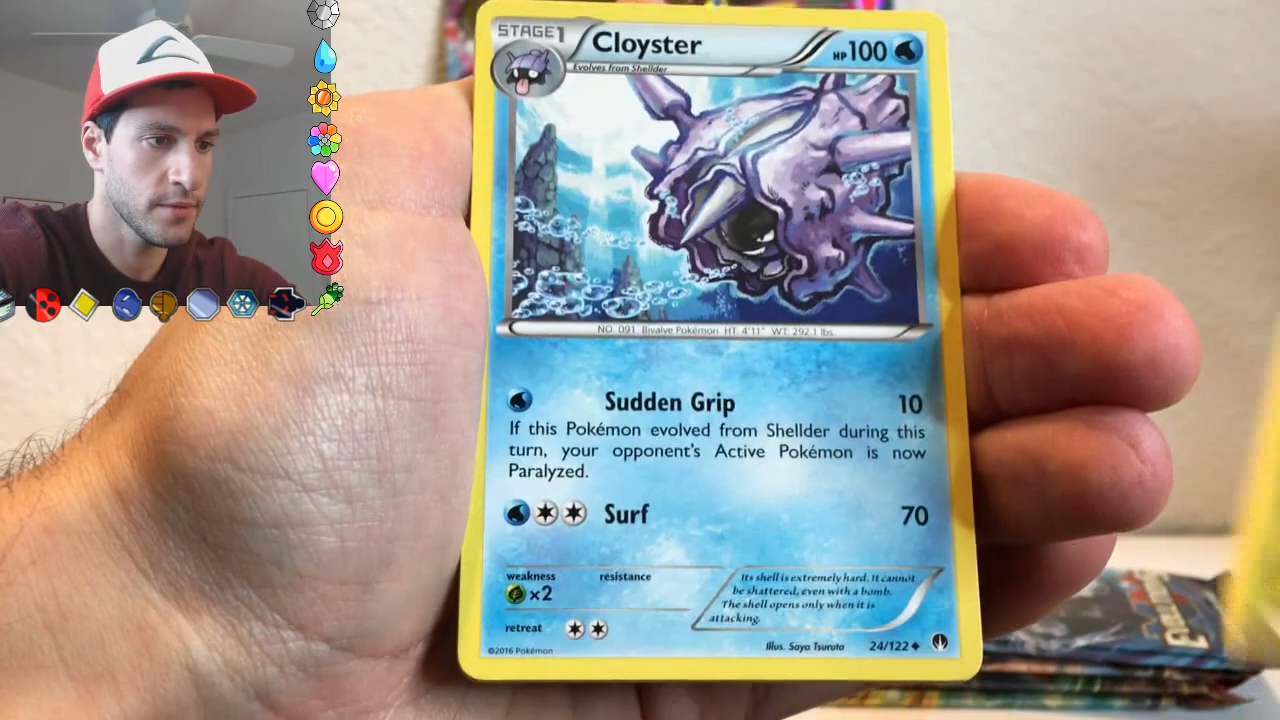 STAGE1
Cloyster
HP100
Evolves from Shellder
NO. 091 Bivalve Pokémon HT: 4'11" WT: 292.1 lbs.
Sudden Grip 10
If this Pokémon evolved from Shellder during this
turn, your opponent's Active Pokémon is now
Paralyzed.
Surf 70
weakness resistance
×2
retreat
Its shell is extremely hard. It cannot
be shattered, even with a bomb.
The shell opens only when it is
attacking.
©2016 Pokémon
Illus. Saya Tsuruta 24/122